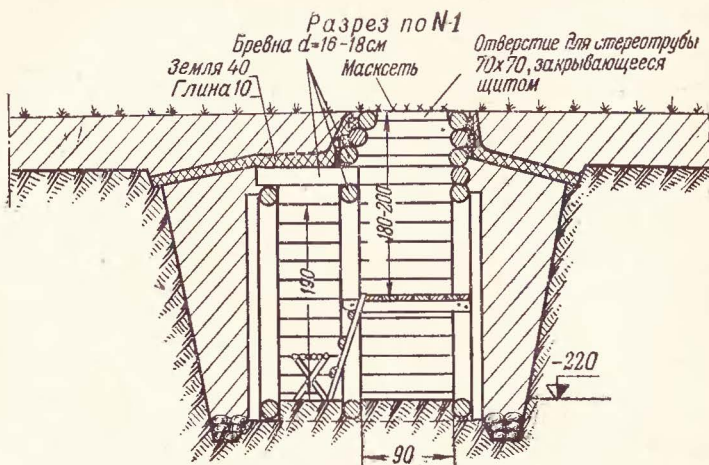 Разрез по N-1
Бревна d=16-18см
Земля 40
Глина 10
Масксеть
Отверстие для стереотрубы
70х70, закрывающееся
щитом
180-200
190
-220
90